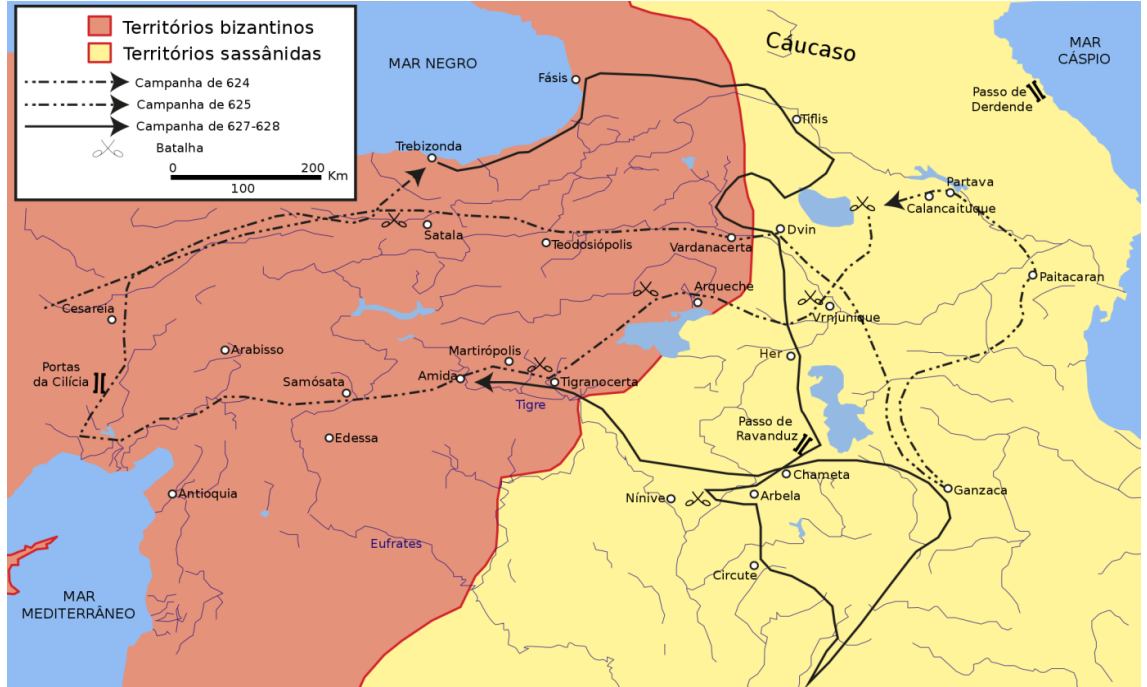 Territórios bizantinos
Territórios sassânidas
Campanha de 624
Campanha de 625
Campanha de 627-628
Batalha
0
200
Km
100
MAR NEGRO
Cáucaso
MAR
CÁSPIO
Fásis
Passo de
Derdende
Tiflis
Trebizonda
Partava
Calancaituque
Satala
Teodosiópolis
Vardanacerta
Dvin
Paitacaran
Arqueche
Vrnjunique
Cesareia
Arabisso
Martirópolis
Her
Portas
da Cilícia
Samósata
Amida
Tigranocerta
Tigre
Edessa
Passo de
Ravanduz
Chameta
Antioquia
Nínive
Arbela
Ganzaca
Eufrates
Circute
MAR
MEDITERRÂNEO